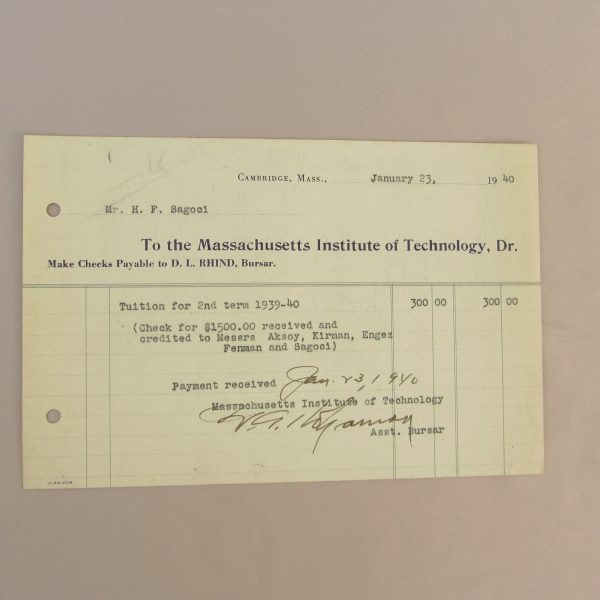 CAMBRIDGE, MASS., January 23, 19 40
Mr. H. F. Sagoci
To the Massachusetts Institute of Technology, Dr.
Make Checks Payable to D. L. RHIND, Bursar.
Tuition for 2nd term 1939-40 300 00 300 00
(Check for $1500.00 received and
credited to Messrs Aksoy, Kirman, Engez
Fenman and Sagoci)
Payment received Jan. 23, 1940
Massachusetts Institute of Technology
Asst. Bursar